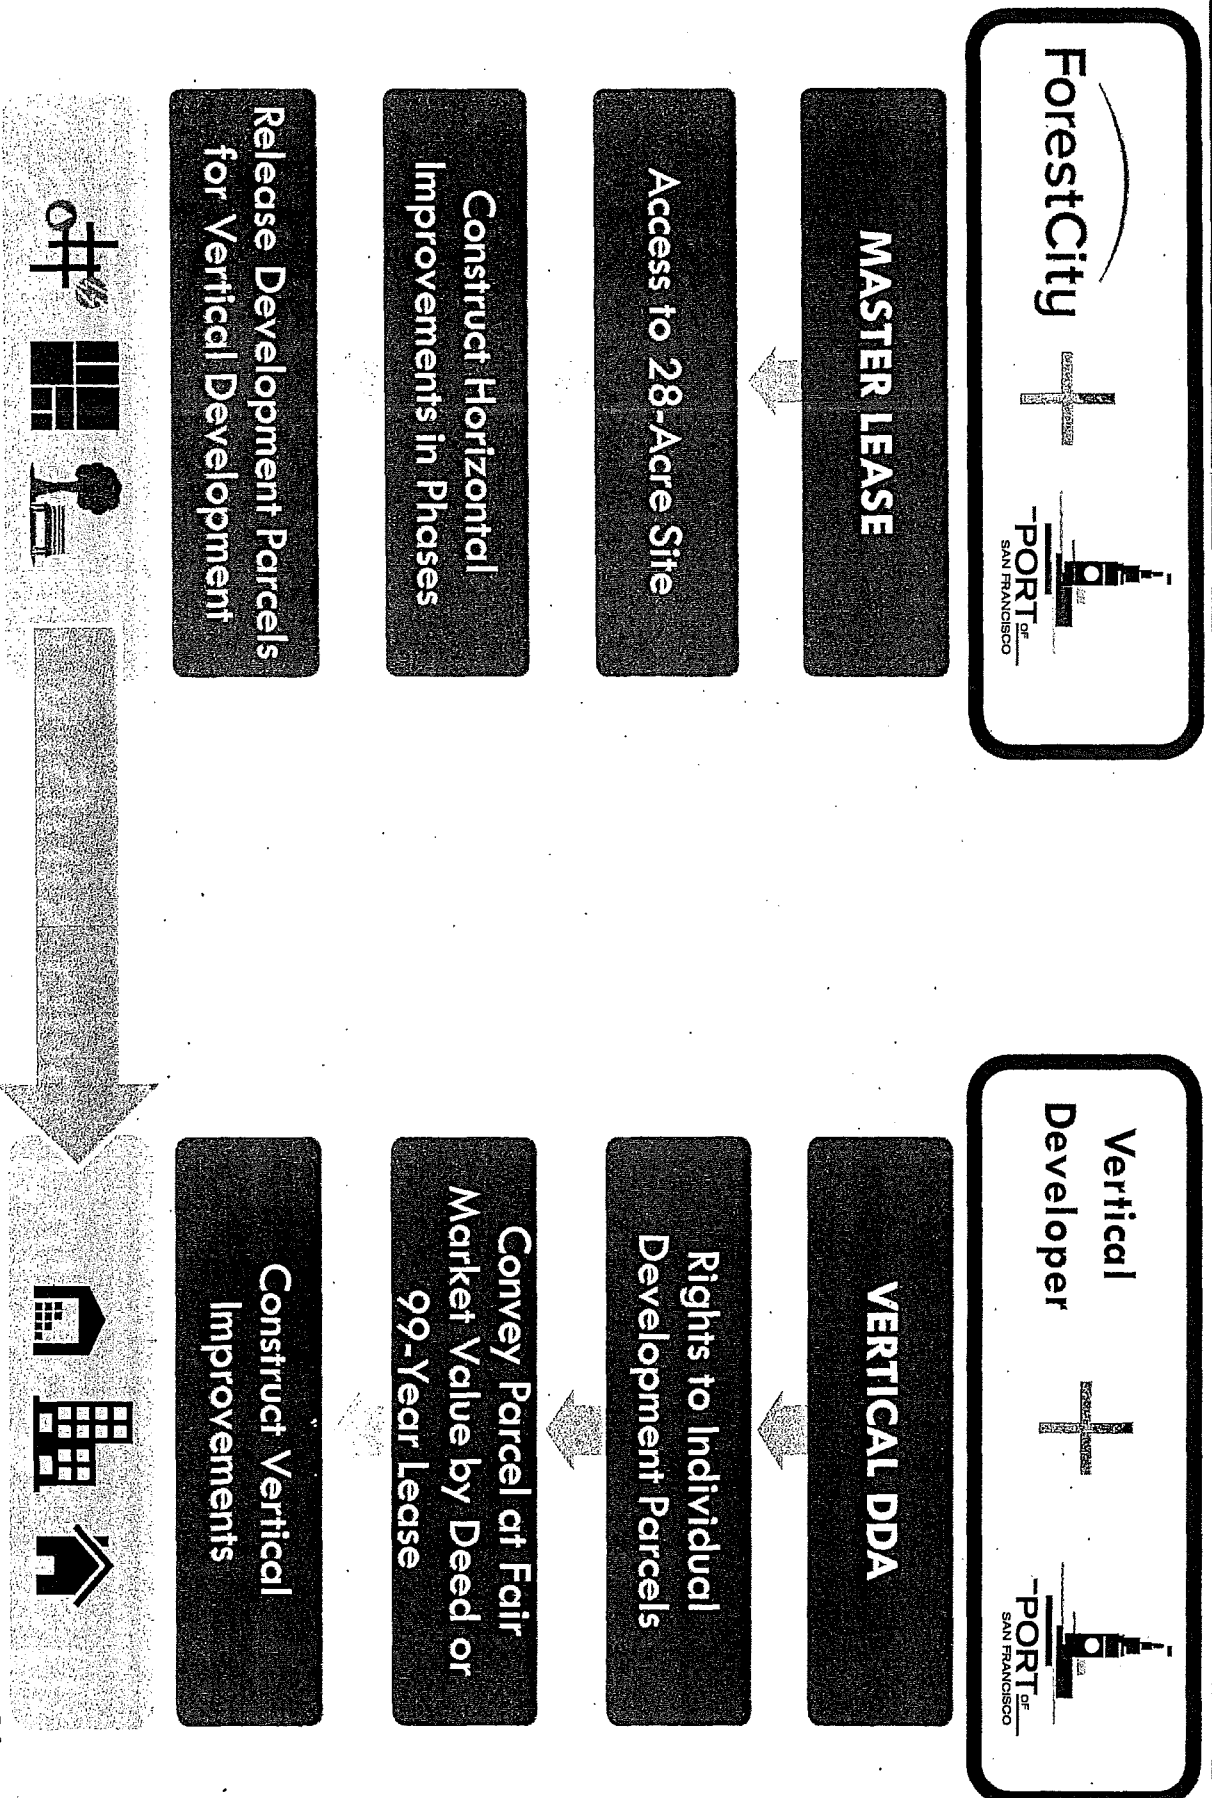 ForestCity
PORT OF
SAN FRANCISCO
MASTER LEASE
Access to 28-Acre Site
Construct Horizontal
Improvements in Phases
Release Development Parcels
for Vertical Development
Vertical
Developer
PORT OF
SAN FRANCISCO
VERTICAL DDA
Rights to Individual
Development Parcels
Convey Parcel at Fair
Market Value by Deed or
99-Year Lease
Construct Vertical
Improvements